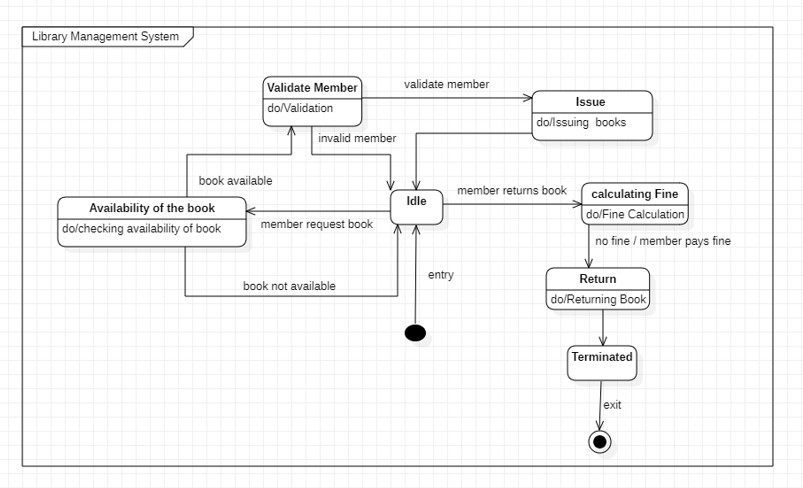 Library Management System
Validate Member
do/Validation
validate member
Issue
do/Issuing  books
invalid member
book available
Availability of the book
do/checking availability of book
member request book
Idle
member returns book
calculating Fine
do/Fine Calculation
no fine / member pays fine
book not available
entry
Return
do/Returning Book
Terminated
exit